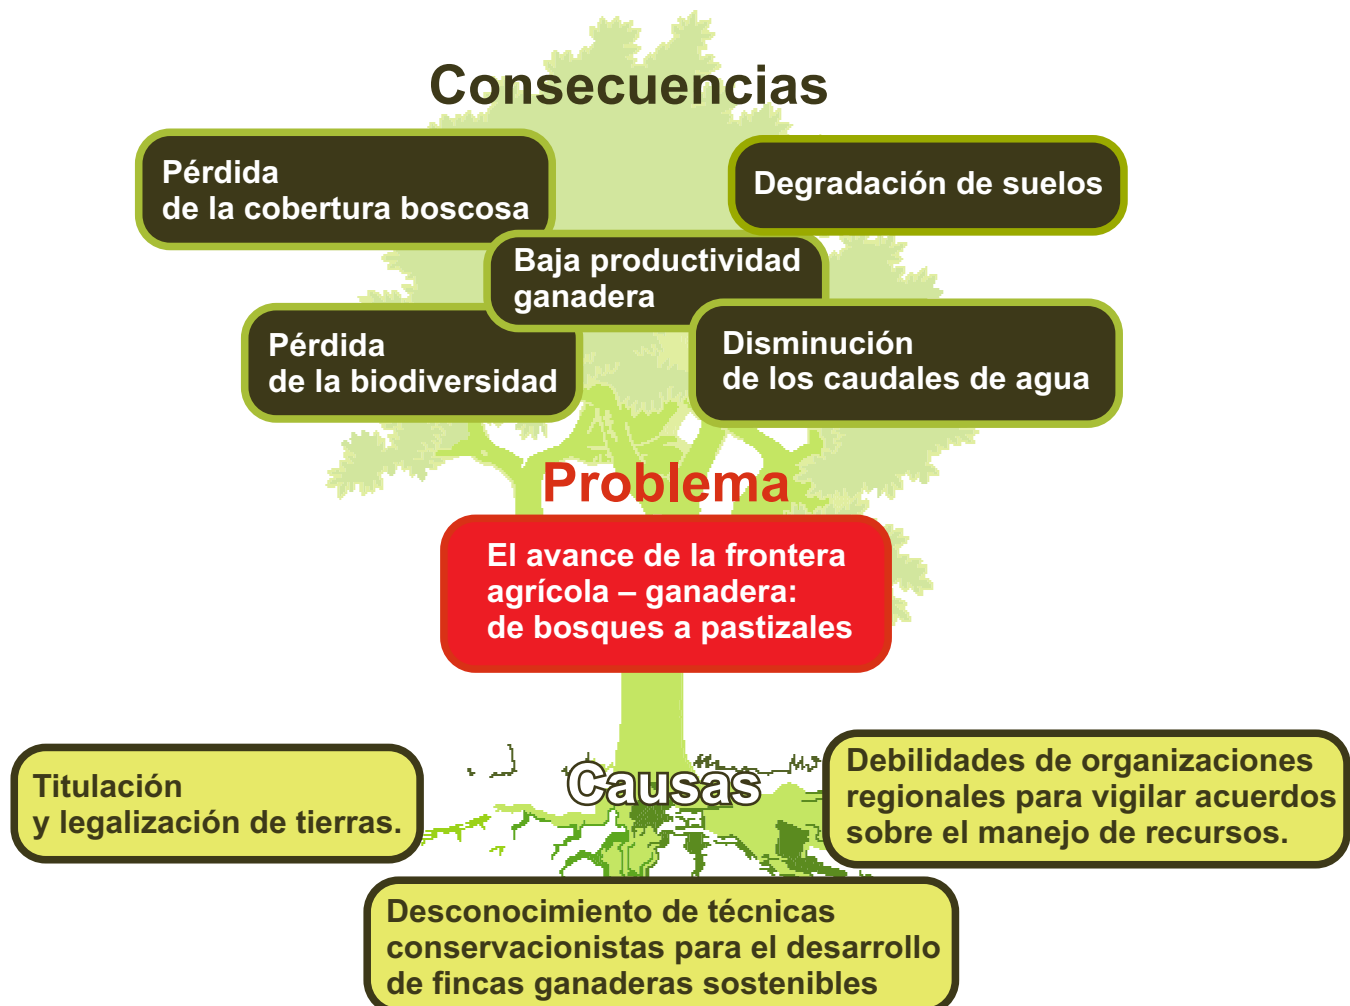 Consecuencias
Pérdida
de la cobertura boscosa
Degradación de suelos
Baja productividad
ganadera
Pérdida
de la biodiversidad
Disminución
de los caudales de agua
Problema
El avance de la frontera
agrícola – ganadera:
de bosques a pastizales
Causas
Titulación
y legalización de tierras.
Debilidades de organizaciones
regionales para vigilar acuerdos
sobre el manejo de recursos.
Desconocimiento de técnicas
conservacionistas para el desarrollo
de fincas ganaderas sostenibles